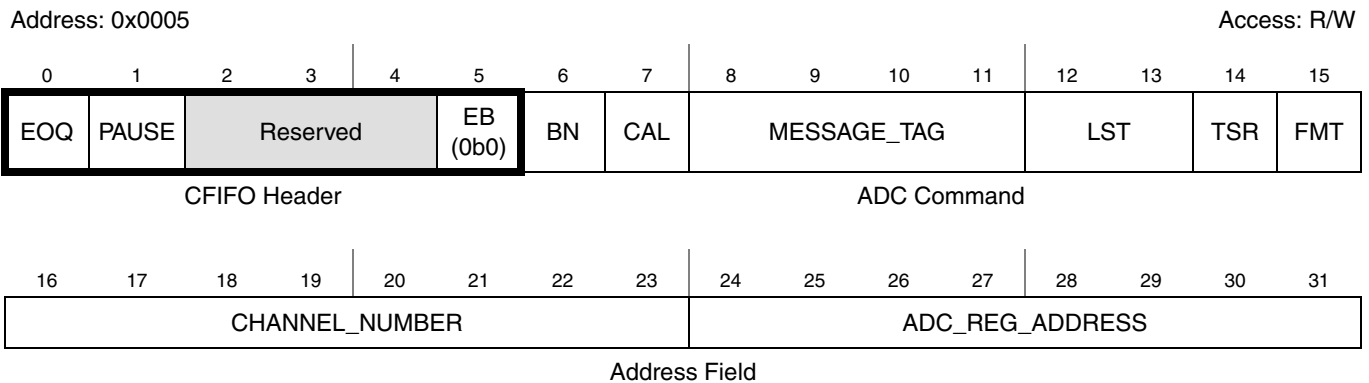 Address: 0x0005 Access: R/W
0 1 2 3 4 5 6 7 8 9 10 11 12 13 14 15
EOQ PAUSE Reserved EB (0b0) BN CAL MESSAGE_TAG LST TSR FMT
CFIFO Header ADC Command
16 17 18 19 20 21 22 23 24 25 26 27 28 29 30 31
CHANNEL_NUMBER ADC_REG_ADDRESS
Address Field